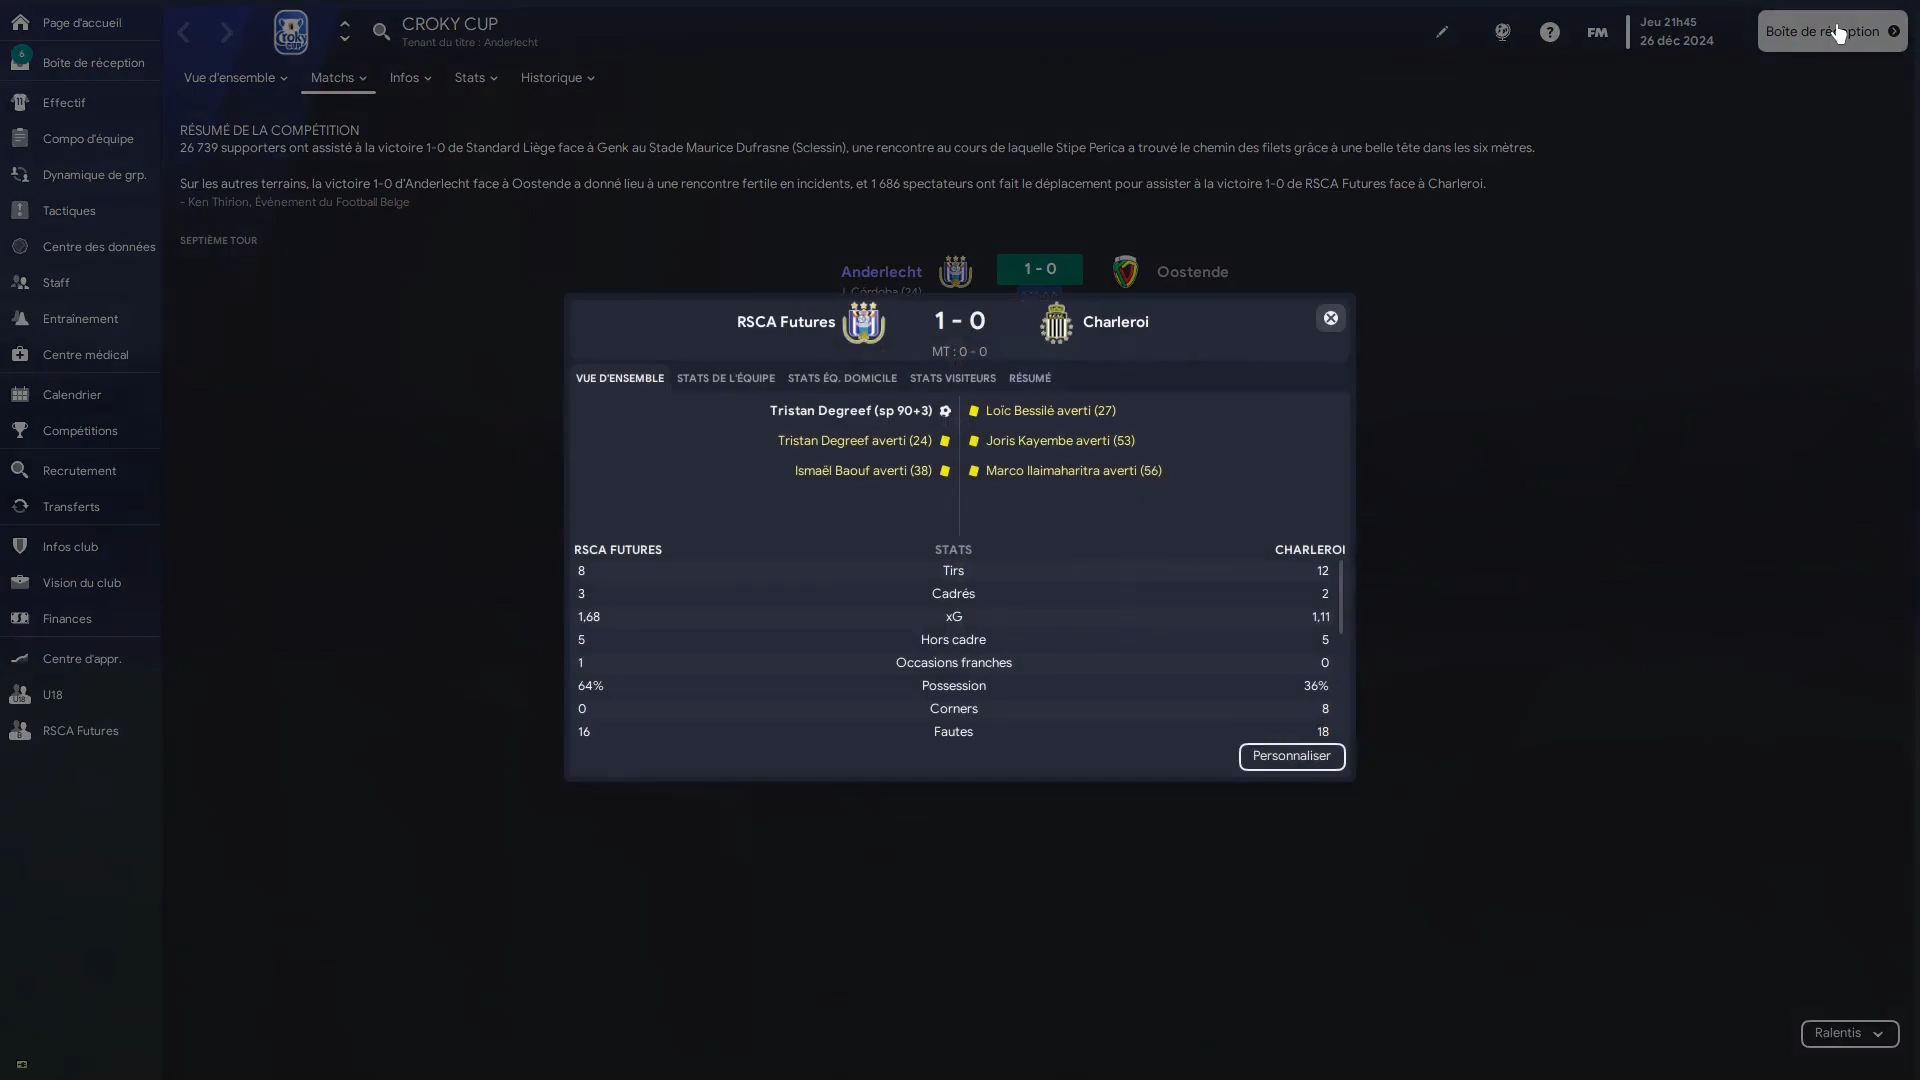 Page d'accueil
6
Boîte de réception
Effectif
Compo d'équipe
Dynamique de grp.
Tactiques
Centre des données
Staff
Entraînement
Centre médical
Calendrier
Compétitions
Recrutement
Transferts
Infos club
Vision du club
Finances
Centre d'appr.
U18
RSCA Futures
CROKY CUP
Tenant du titre : Anderlecht
FM
Jeu 21h45
26 déc 2024
Vue d'ensemble
Matchs
Infos
Stats
Historique
RÉSUMÉ DE LA COMPÉTITION
26 739 supporters ont assisté à la victoire 1-0 de Standard Liège face à Genk au Stade Maurice Dufrasne (Sclessin), une rencontre au cours de laquelle Stipe Perica a trouvé le chemin des filets grâce à une belle tête dans les six mètres.
Sur les autres terrains, la victoire 1-0 d'Anderlecht face à Oostende a donné lieu à une rencontre fertile en incidents, et 1 686 spectateurs ont fait le déplacement pour assister à la victoire 1-0 de RSCA Futures face à Charleroi.
- Ken Thirion, Événement du Football Belge
SEPTIÈME TOUR
Anderlecht 1 - 0 Oostende
J. Córdoba (24)
RSCA Futures 1 - 0 Charleroi
MT : 0 - 0
VUE D'ENSEMBLE STATS DE L'ÉQUIPE STATS ÉQ. DOMICILE STATS VISITEURS RÉSUMÉ
Tristan Degreef (sp 90+3) Loïc Bessilé averti (27)
Tristan Degreef averti (24) Joris Kayembe averti (53)
Ismaël Baouf averti (38) Marco Ilaimaharitra averti (56)
RSCA FUTURES STATS CHARLEROI
8 Tirs 12
3 Cadrés 2
1,68 xG 1,11
5 Hors cadre 5
1 Occasions franches 0
64% Possession 36%
0 Corners 8
16 Fautes 18
Personnaliser
Ralentis